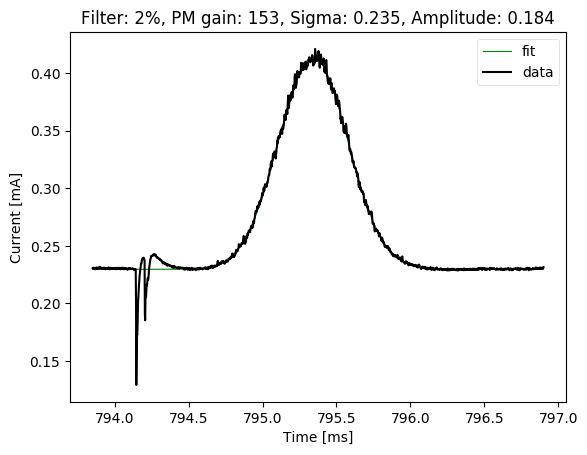 Filter: 2%, PM gain: 153, Sigma: 0.235, Amplitude: 0.184
fit
data
Current [mA]
0.40
0.35
0.30
0.25
0.20
0.15
794.0 794.5 795.0 795.5 796.0 796.5 797.0
Time [ms]